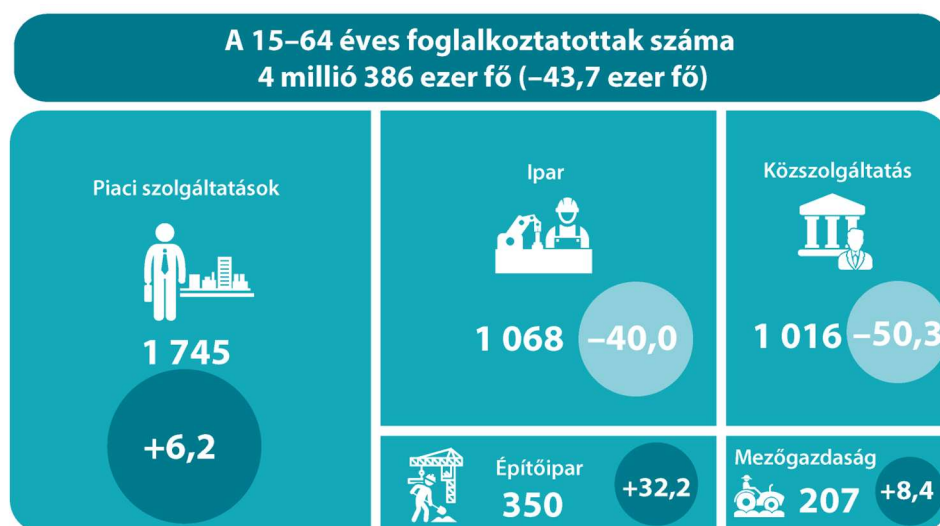 A 15–64 éves foglalkoztatottak száma
4 millió 386 ezer fő (–43,7 ezer fő)
Piaci szolgáltatások
1 745
+6,2
Ipar
1 068
–40,0
Közszolgáltatás
1 016
–50,3
Építőipar
350
+32,2
Mezőgazdaság
207
+8,4